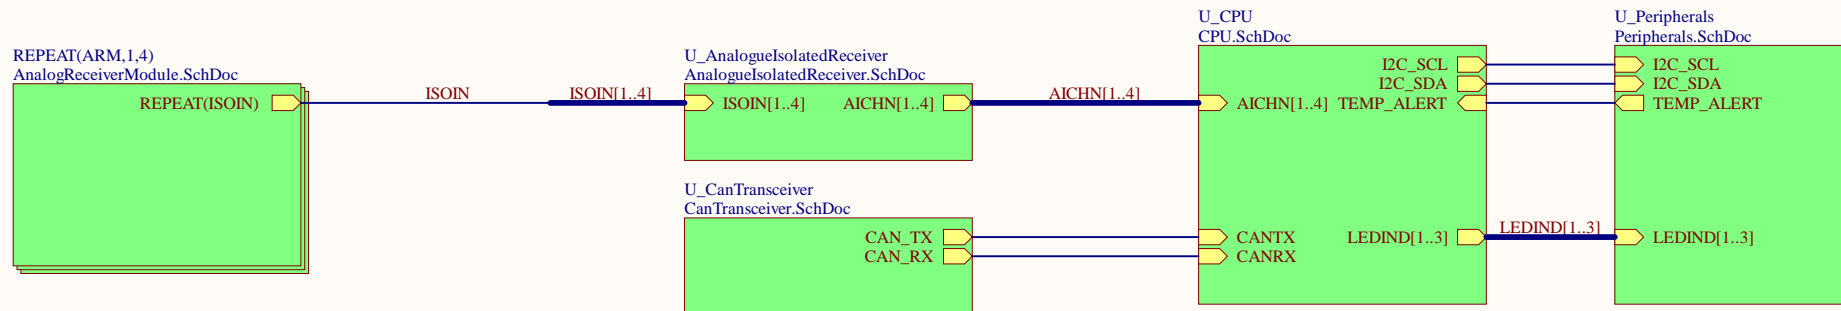 REPEAT(ARM,1,4)
AnalogReceiverModule.SchDoc
REPEAT(ISOIN)
ISOIN
ISOIN[1..4]
U_AnalogueIsolatedReceiver
AnalogueIsolatedReceiver.SchDoc
ISOIN[1..4]
AICHN[1..4]
AICHN[1..4]
U_CanTransceiver
CanTransceiver.SchDoc
CAN_TX
CAN_RX
U_CPU
CPU.SchDoc
I2C_SCL
I2C_SDA
AICHN[1..4]
TEMP_ALERT
CANTX
LEDIND[1..3]
CANRX
LEDIND[1..3]
U_Peripherals
Peripherals.SchDoc
I2C_SCL
I2C_SDA
TEMP_ALERT
LEDIND[1..3]